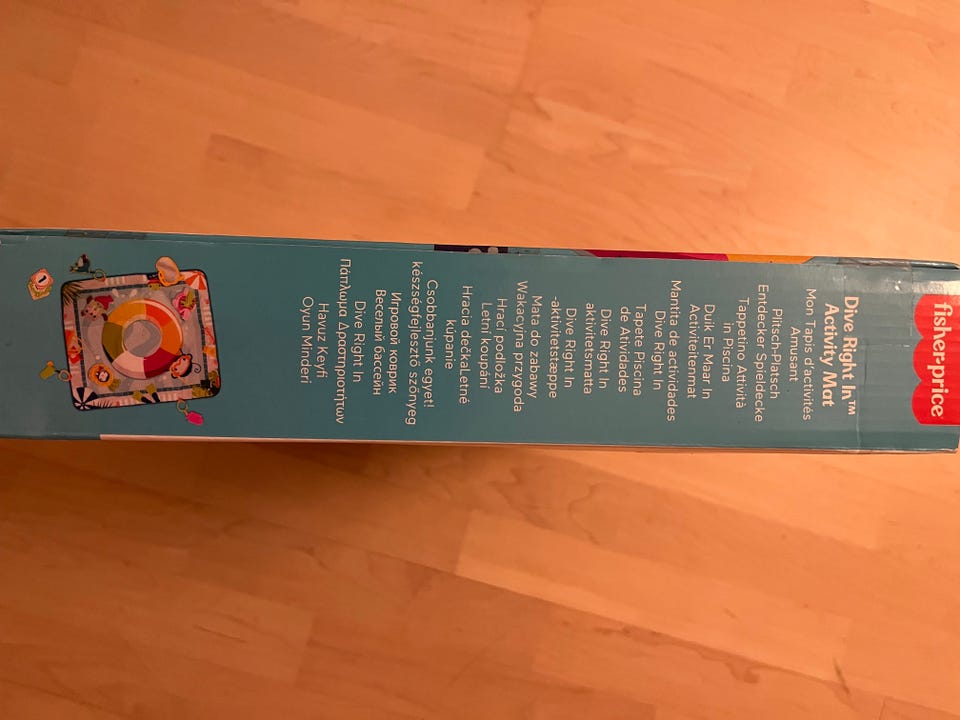 fisher-price
Dive Right In™
Activity Mat
Mon Tapis d'activités
Amusant
Plitsch-Platsch
Entdecker Spieldecke
Tappetino Attività
in Piscina
Duik Er Maar In
Activiteitenmat
Mantita de actividades
Dive Right In
Tapete Piscina
de Atividades
Dive Right In
aktivitetsmatta
Dive Right In
-aktivitetstæppe
Mata do zabawy
Wakacyjna przygoda
Hrací podložka
Letní koupání
Hracia deckaLetné
kúpanie
Csobbanjunk egyet!
készségfejlesztő szőnyeg
Игровой коврик
Веселый бассейн
Dive Right In
Πάπλωμα Δραστηριοτήτων
Havuz Keyfi
Oyun Minderi